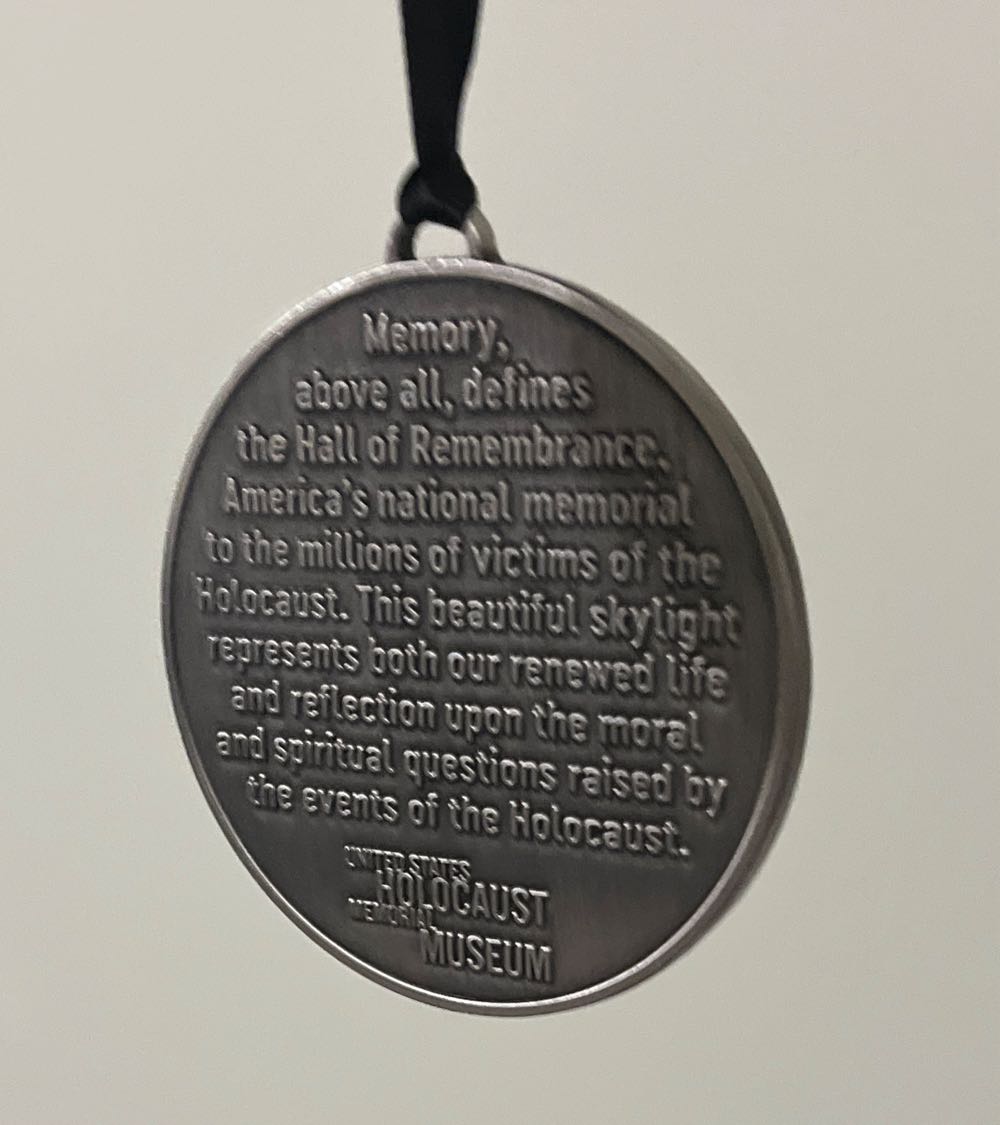 Memory,
above all, defines
the Hall of Remembrance,
America's national memorial
to the millions of victims of the
Holocaust. This beautiful skylight
represents both our renewed life
and reflection upon the moral
and spiritual questions raised by
the events of the Holocaust.
UNITED STATES
HOLOCAUST
MEMORIAL
MUSEUM